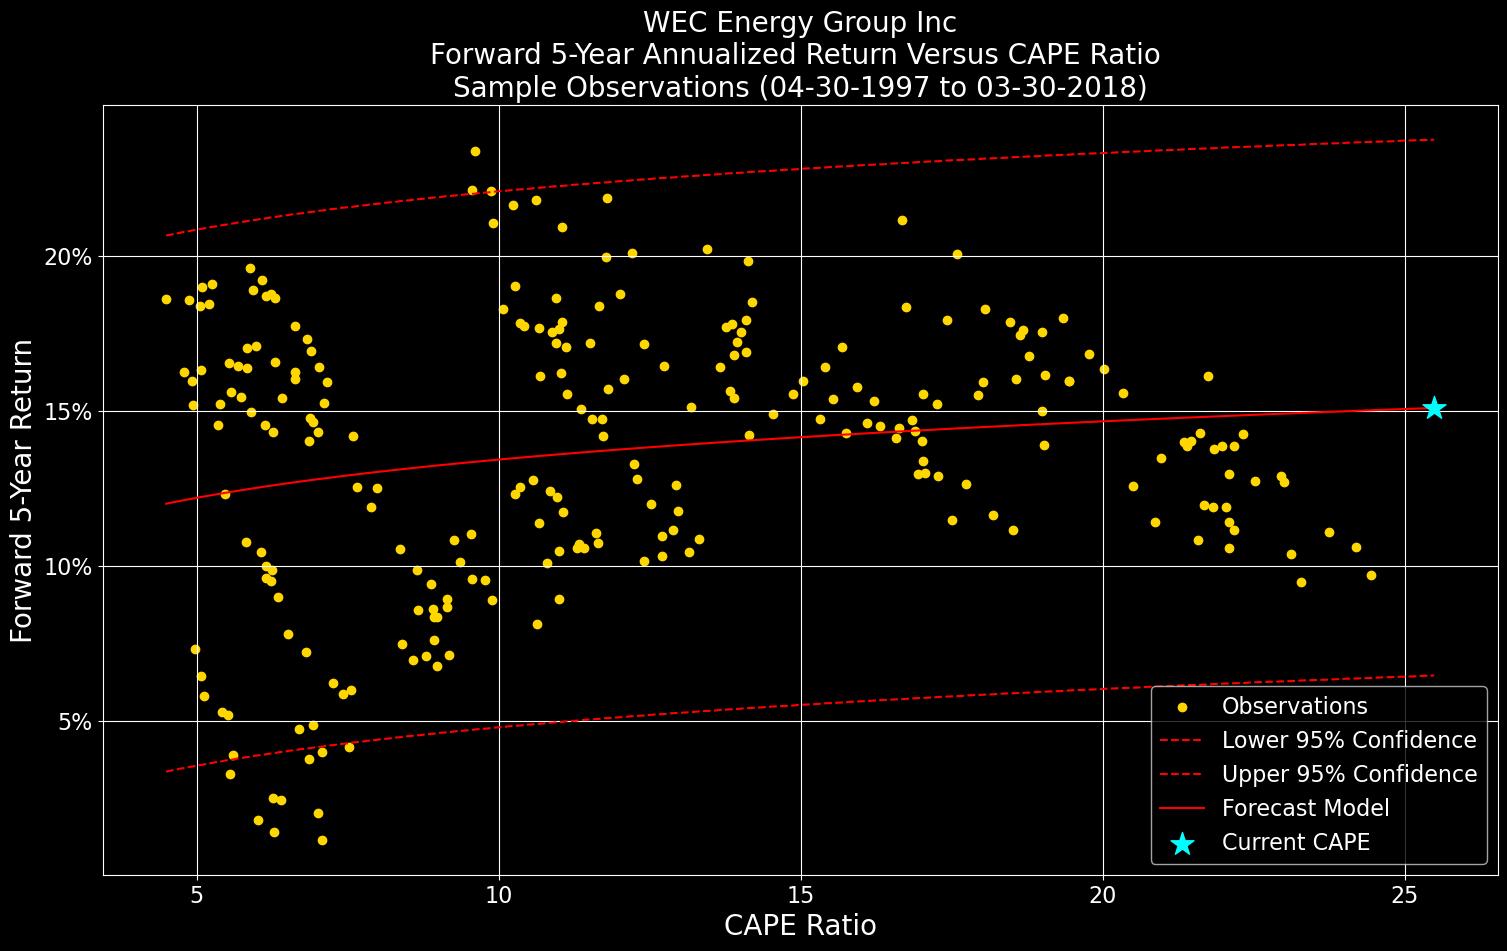 WEC Energy Group Inc
Forward 5-Year Annualized Return Versus CAPE Ratio
Sample Observations (04-30-1997 to 03-30-2018)
Forward 5-Year Return
20%
15%
10%
5%
Observations
Lower 95% Confidence
Upper 95% Confidence
Forecast Model
Current CAPE
5 10 15 20 25
CAPE Ratio